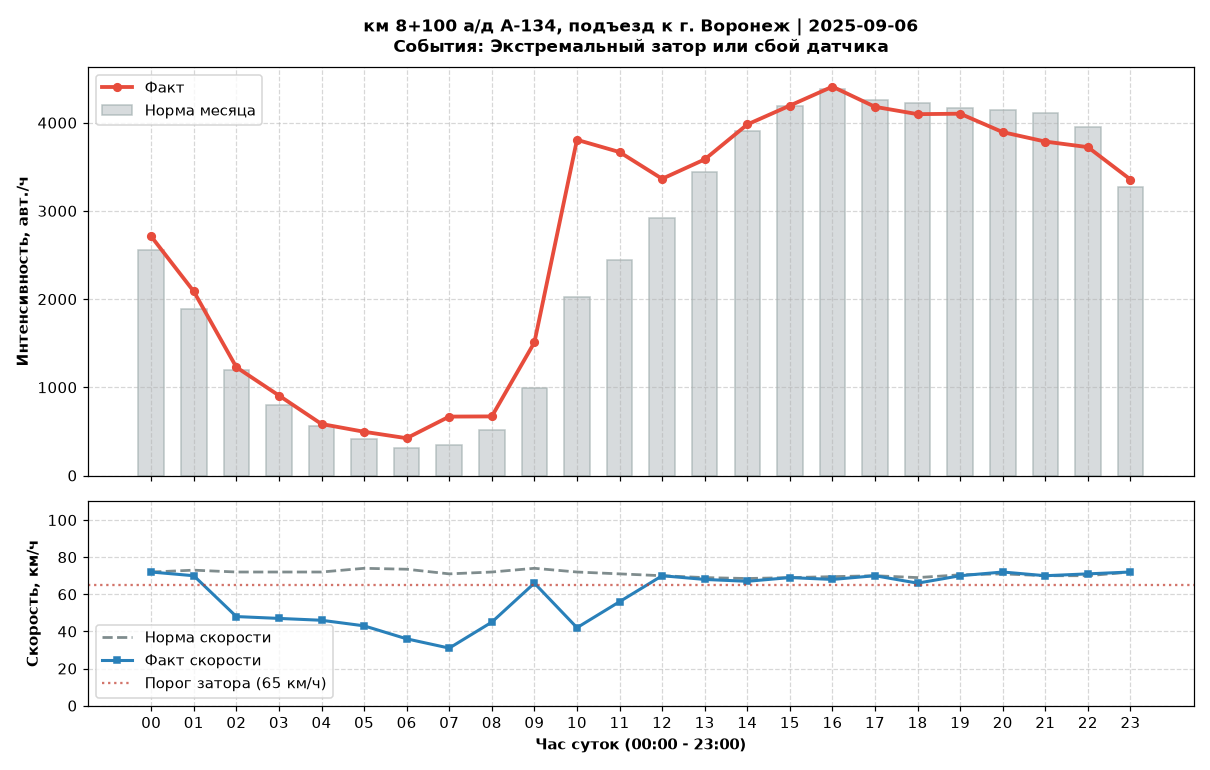 км 8+100 а/д А-134, подъезд к г. Воронеж | 2025-09-06
События: Экстремальный затор или сбой датчика
Факт
Норма месяца
Интенсивность, авт./ч
4000
3000
2000
1000
0
Скорость, км/ч
100
80
60
40
20
0
Норма скорости
Факт скорости
Порог затора (65 км/ч)
00 01 02 03 04 05 06 07 08 09 10 11 12 13 14 15 16 17 18 19 20 21 22 23
Час суток (00:00 - 23:00)